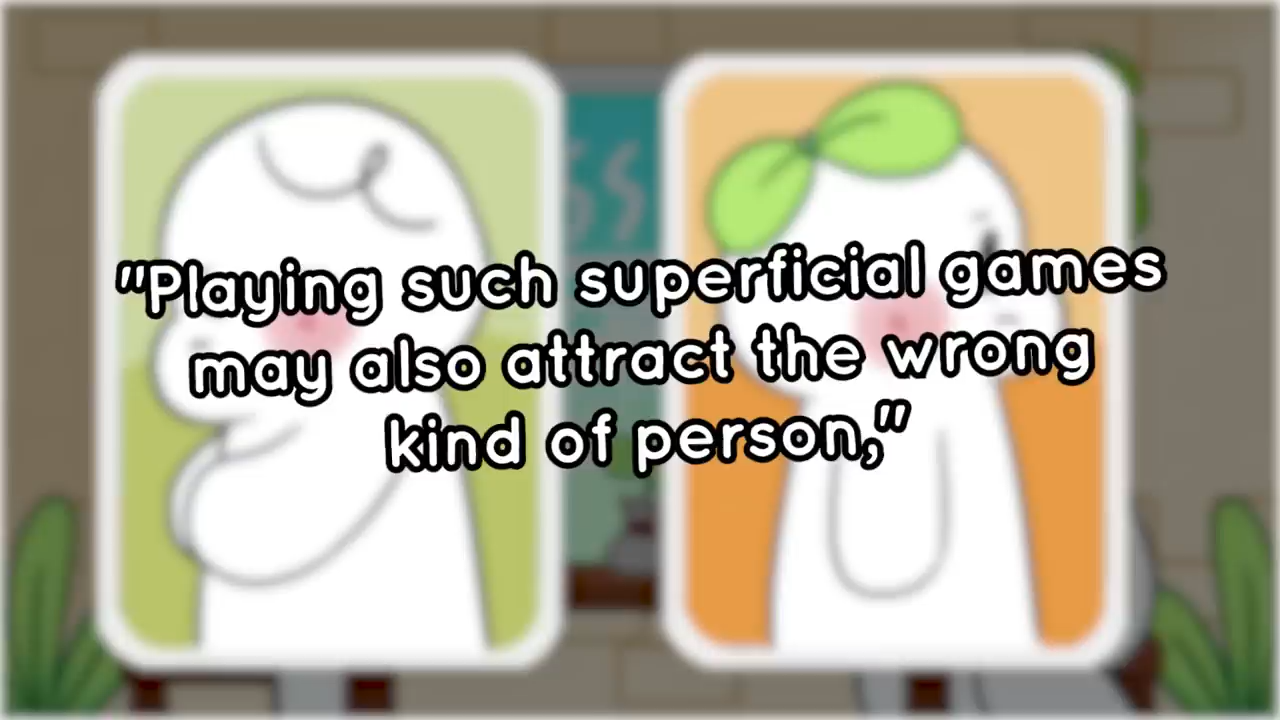 "Playing such superficial games
may also attract the wrong
kind of person,"